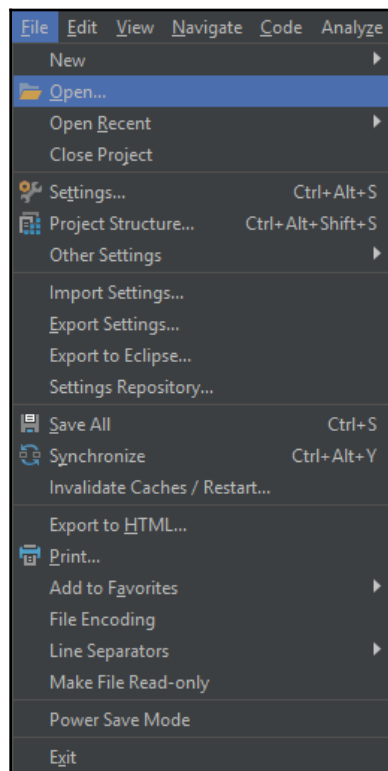 File Edit View Navigate Code Analyze
New
Open...
Open Recent
Close Project
Settings... Ctrl+Alt+S
Project Structure... Ctrl+Alt+Shift+S
Other Settings
Import Settings...
Export Settings...
Export to Eclipse...
Settings Repository...
Save All Ctrl+S
Synchronize Ctrl+Alt+Y
Invalidate Caches / Restart...
Export to HTML...
Print...
Add to Favorites
File Encoding
Line Separators
Make File Read-only
Power Save Mode
Exit